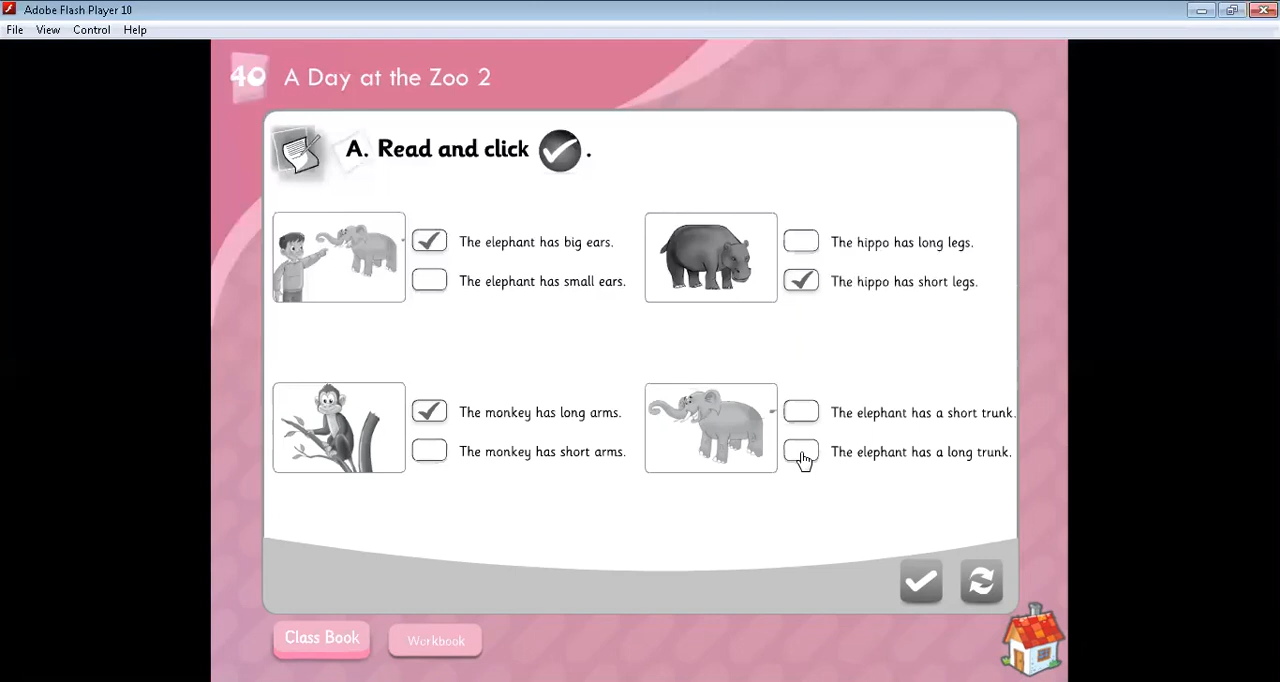 Adobe Flash Player 10
File View Control Help
40 A Day at the Zoo 2
A. Read and click .
The elephant has big ears.
The elephant has small ears.
The hippo has long legs.
The hippo has short legs.
The monkey has long arms.
The monkey has short arms.
The elephant has a short trunk.
The elephant has a long trunk.
Class Book
Workbook